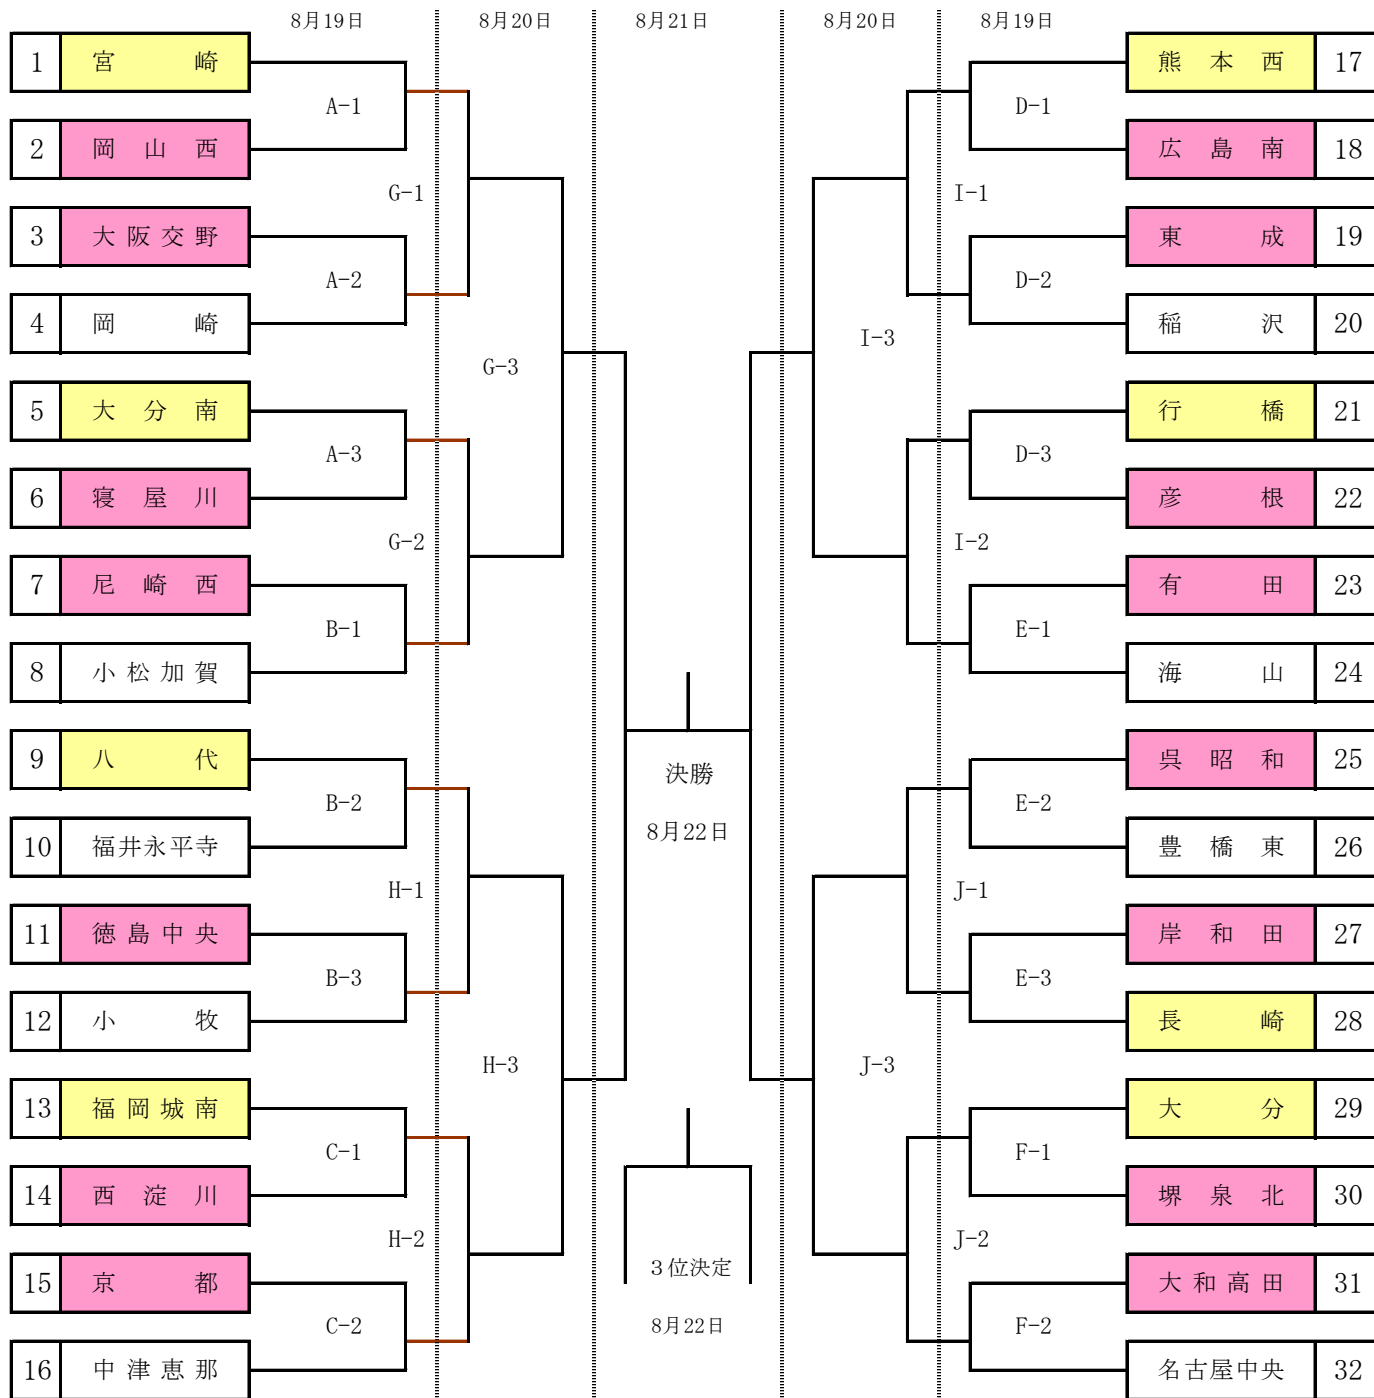 8月19日 8月20日 8月21日 8月20日 8月19日
1 宮崎 熊本西 17
A-1 D-1
2 岡山西 広島南 18
G-1 I-1
3 大阪交野 東成 19
A-2 D-2
4 岡崎 稲沢 20
I-3
G-3
5 大分南 行橋 21
A-3 D-3
6 寝屋川 彦根 22
G-2 I-2
7 尼崎西 有田 23
B-1 E-1
8 小松加賀 海山 24
9 八代 呉昭和 25
決勝
B-2 E-2
8月22日
10 福井永平寺 豊橋東 26
H-1 J-1
11 徳島中央 岸和田 27
B-3 E-3
12 小牧 長崎 28
H-3 J-3
13 福岡城南 大分 29
C-1 F-1
14 西淀川 堺泉北 30
H-2 J-2
3位決定
15 京都 大和高田 31
C-2 8月22日 F-2
16 中津恵那 名古屋中央 32